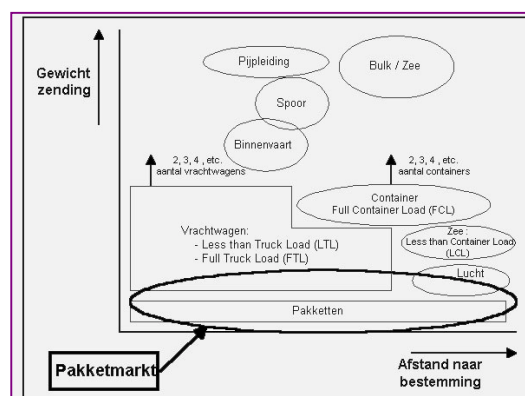 Gewicht
zending
Pijpleiding
Bulk / Zee
Spoor
Binnenvaart
2, 3, 4 , etc.
aantal vrachtwagens
2, 3, 4 , etc.
aantal containers
Container
Full Container Load (FCL)
Vrachtwagen:
- Less than Truck Load (LTL)
- Full Truck Load (FTL)
Zee :
Less than Container Load
(LCL)
Lucht
Pakketten
Pakketmarkt
Afstand naar
bestemming